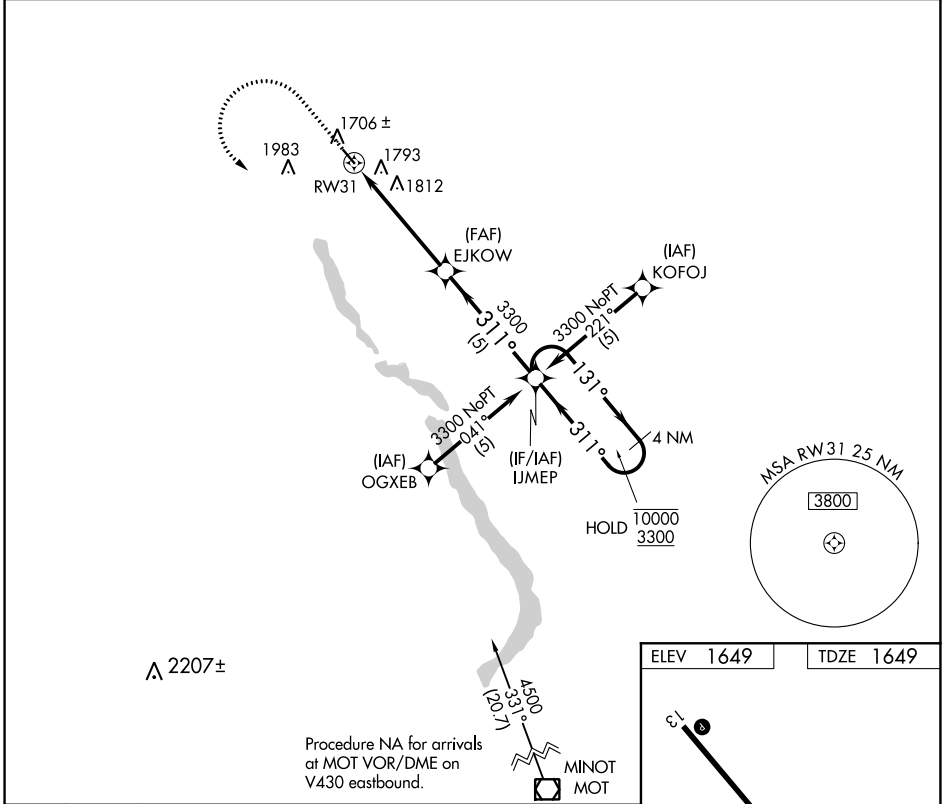 1706 ±
1983
1793
1812
RW31
(FAF)
EJKOW
(IAF)
KOFOJ
3300
311°
(5)
3300 NoPT
221°
(5)
131°
3300 NoPT
041°
(5)
311°
4 NM
(IAF)
OGXEB
(IF/IAF)
IJMEP
HOLD 10000
3300
MSA RW31 25 NM
3800
2207 ±
4500
331°
(20.7)
Procedure NA for arrivals
at MOT VOR/DME on
V430 eastbound.
MINOT
MOT
ELEV 1649
TDZE 1649
13
P